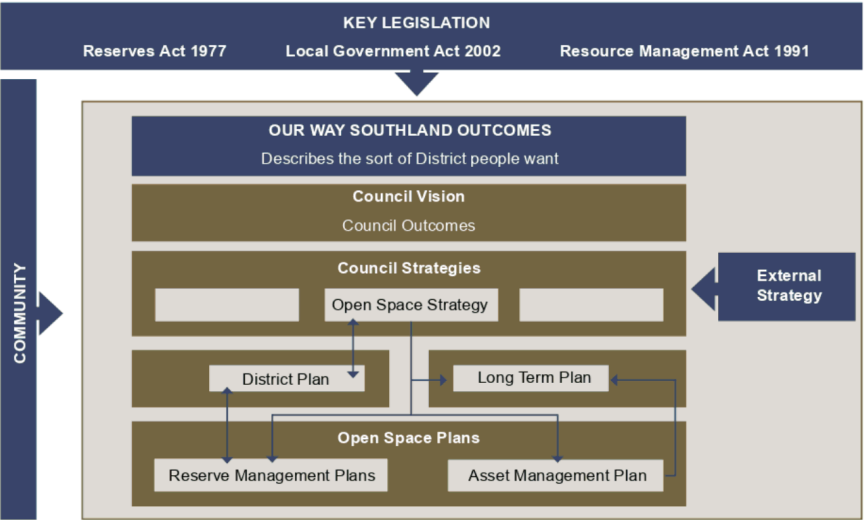 KEY LEGISLATION
Reserves Act 1977 Local Government Act 2002 Resource Management Act 1991
COMMUNITY
OUR WAY SOUTHLAND OUTCOMES
Describes the sort of District people want
Council Vision
Council Outcomes
Council Strategies
Open Space Strategy
External
Strategy
District Plan
Long Term Plan
Open Space Plans
Reserve Management Plans
Asset Management Plan